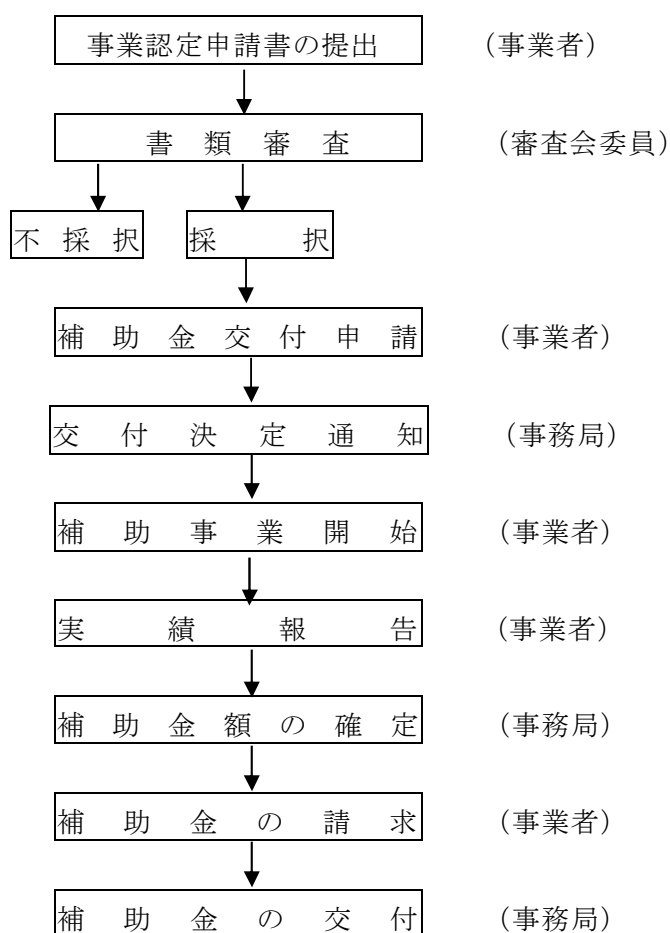 事業認定申請書の提出 （事業者）
書類審査 （審査会委員）
不採択 採択
補助金交付申請 （事業者）
交付決定通知 （事務局）
補助事業開始 （事業者）
実績報告 （事業者）
補助金額の確定 （事務局）
補助金の請求 （事業者）
補助金の交付 （事務局）